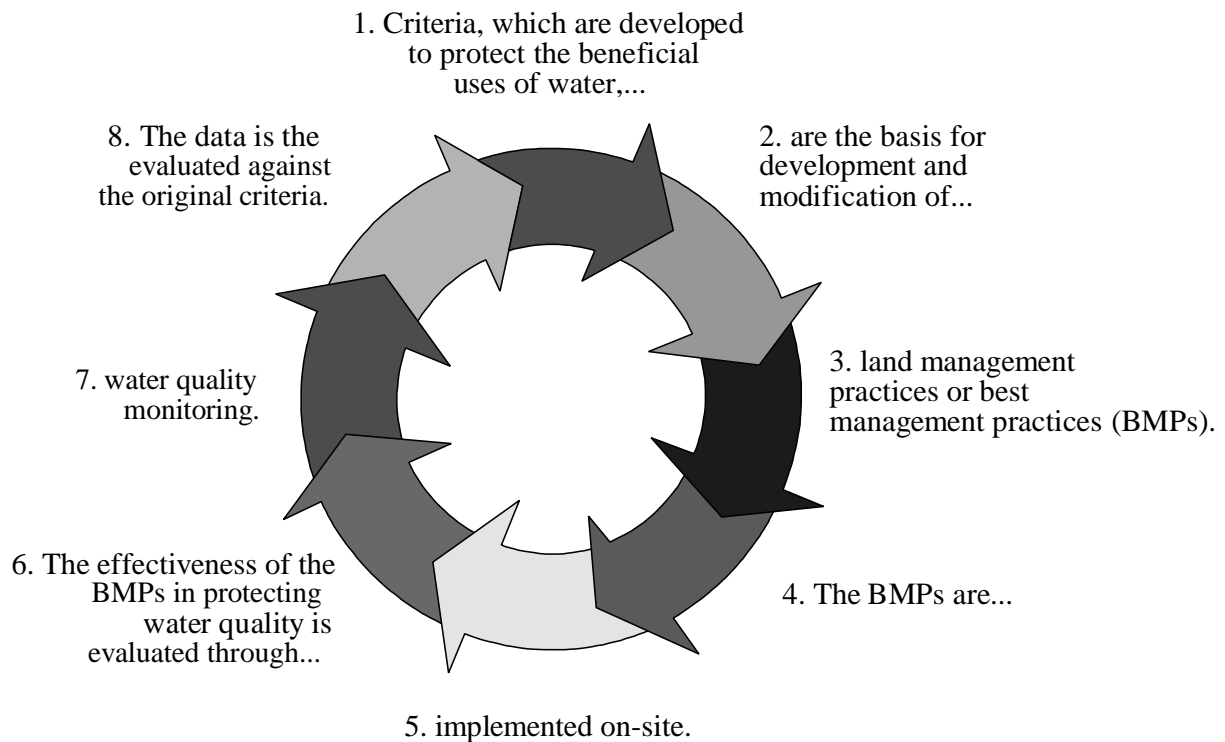 1. Criteria, which are developed
to protect the beneficial
uses of water,...
2. are the basis for
development and
modification of...
3. land management
practices or best
management practices (BMPs).
4. The BMPs are...
5. implemented on-site.
6. The effectiveness of the
BMPs in protecting
water quality is
evaluated through...
7. water quality
monitoring.
8. The data is the
evaluated against
the original criteria.